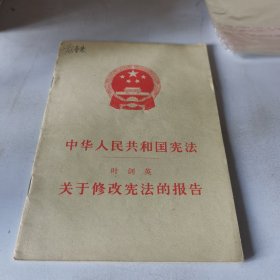 中华人民共和国宪法
叶剑英
关于修改宪法的报告